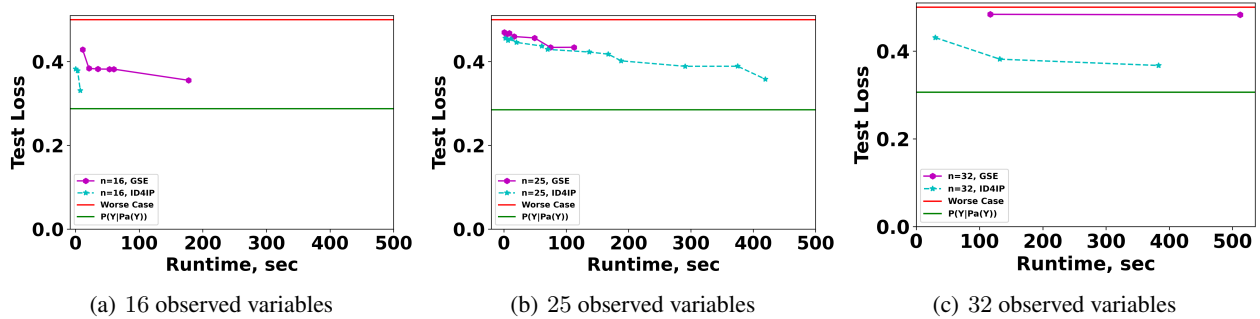 Test Loss
0.4
0.2
0.0
n=16, GSE
n=16, ID4IP
Worse Case
P(Y|Pa(Y))
0 100 200 300 400 500
Runtime, sec
(a) 16 observed variables
Test Loss
0.4
0.2
0.0
n=25, GSE
n=25, ID4IP
Worse Case
P(Y|Pa(Y))
0 100 200 300 400 500
Runtime, sec
(b) 25 observed variables
Test Loss
0.4
0.2
0.0
n=32, GSE
n=32, ID4IP
Worse Case
P(Y|Pa(Y))
0 100 200 300 400 500
Runtime, sec
(c) 32 observed variables